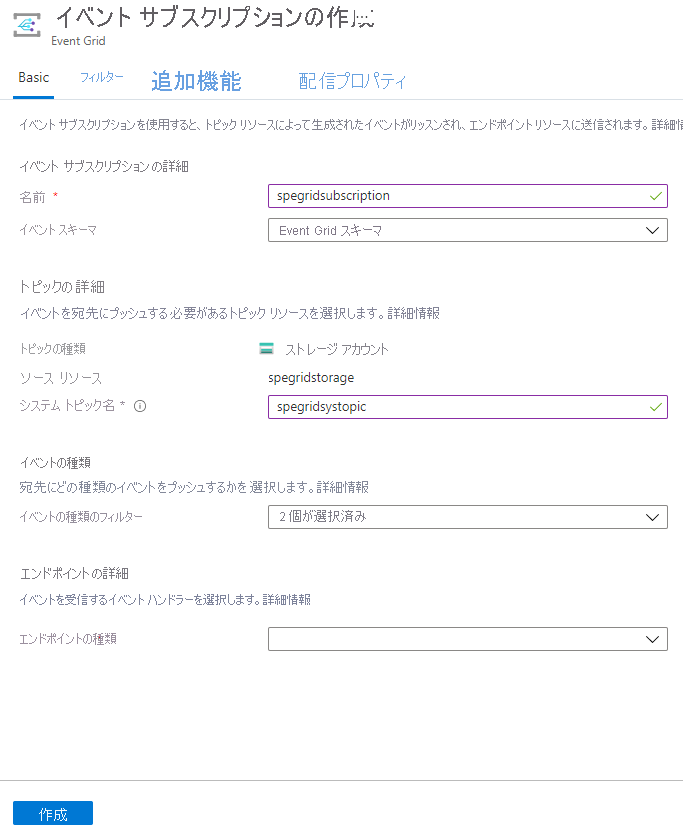 イベント サブスクリプションの作成
Event Grid
Basic フィルター 追加機能 配信プロパティ
イベント サブスクリプションを使用すると、トピック リソースによって生成されたイベントがリッスンされ、エンドポイント リソースに送信されます。詳細情
イベント サブスクリプションの詳細
名前 * spegridsubscription
イベント スキーマ Event Grid スキーマ
トピックの詳細
イベントを宛先にプッシュする必要があるトピック リソースを選択します。詳細情報
トピックの種類 ストレージ アカウント
ソース リソース spegridstorage
システム トピック名 * spegridsystopic
イベントの種類
宛先にどの種類のイベントをプッシュするかを選択します。詳細情報
イベントの種類のフィルター 2 個が選択済み
エンドポイントの詳細
イベントを受信するイベント ハンドラーを選択します。詳細情報
エンドポイントの種類
作成